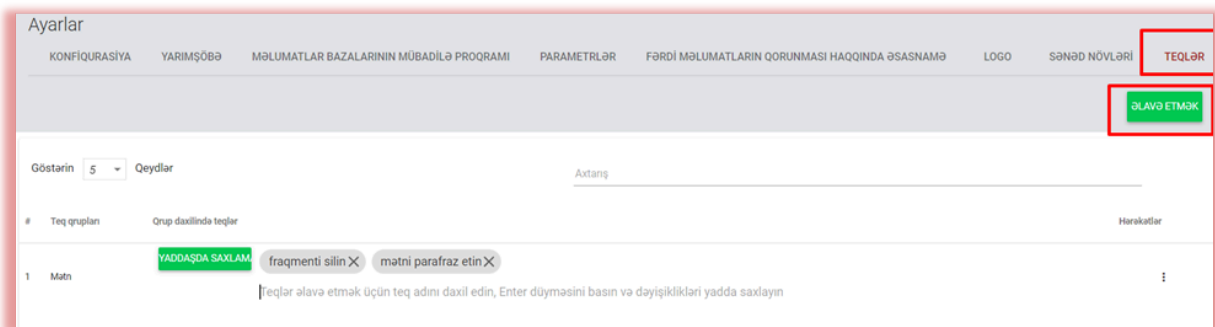 Ayarlar
KONFİQURASİYA YARIMŞÖBƏ MƏLUMATLAR BAZALARININ MÜBADİLƏ PROQRAMI PARAMETRLƏR FƏRDİ MƏLUMATLARIN QORUNMASI HAQQINDA ƏSASNAMƏ LOGO SƏNƏD NÖVLƏRİ TEQLƏR
ƏLAVƏ ETMƏK
Göstərin 5 Qeydlər
Axtarış
# Teq qrupları Qrup daxilində teqlər Hərəkətlər
YADDAŞDA SAXLAMA fraqmenti silin mətni parafraz etin
1 Mətn
Teqlər əlavə etmək üçün teq adını daxil edin, Enter düyməsini basın və dəyişiklikləri yadda saxlayın